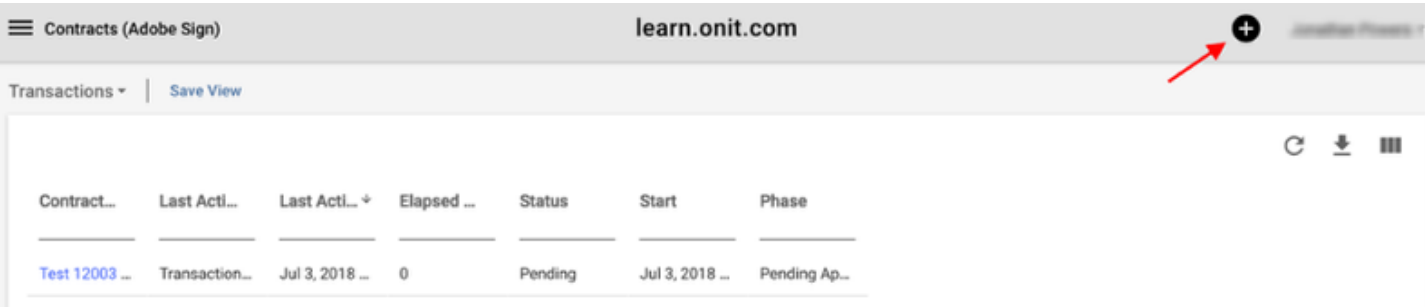 Contracts (Adobe Sign) learn.onit.com
Transactions Save View
Contract... Last Acti... Last Acti... Elapsed ... Status Start Phase
Test 12003 ... Transaction... Jul 3, 2018 ... 0 Pending Jul 3, 2018 ... Pending Ap...